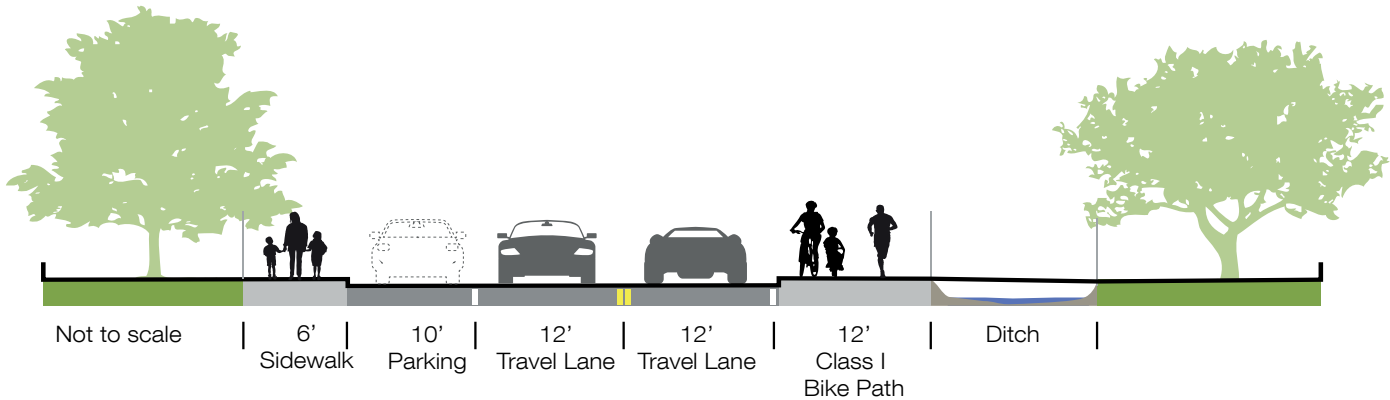 Not to scale
6’
Sidewalk
10’
Parking
12’
Travel Lane
12’
Travel Lane
12’
Class I
Bike Path
Ditch